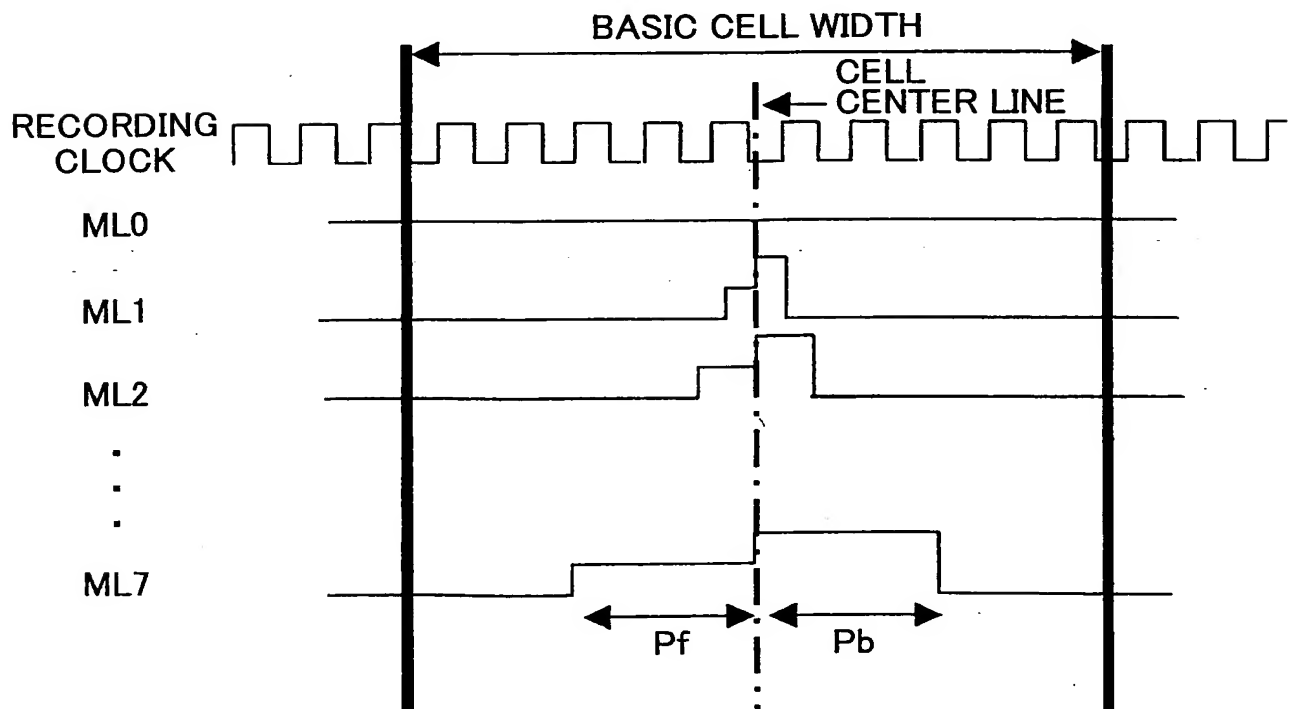 BASIC CELL WIDTH
CELL
CENTER LINE
RECORDING
CLOCK
ML0
ML1
ML2
ML7
Pf
Pb